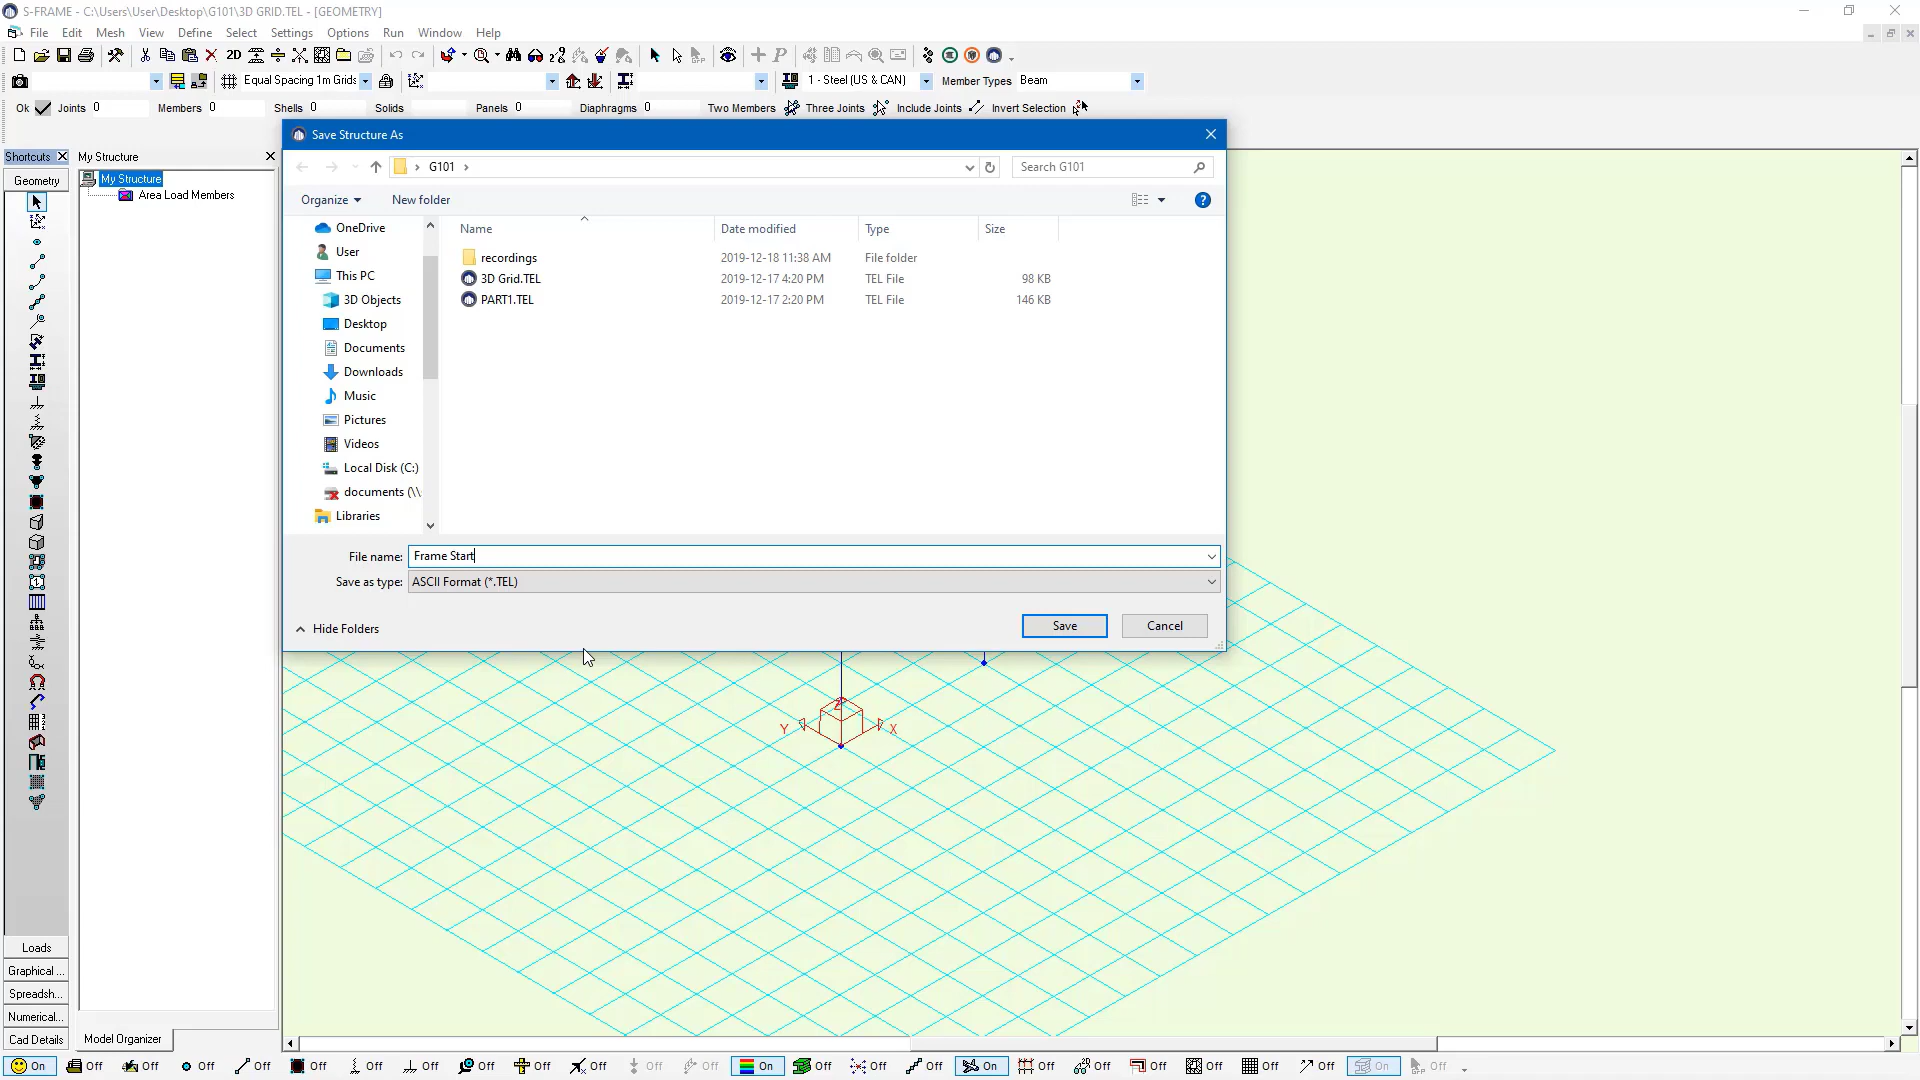 S-FRAME - C:\Users\User\Desktop\G101\3D GRID.TEL - [GEOMETRY]
File Edit Mesh View Define Select Settings Options Run Window Help
2D
Equal Spacing 1m Grids 1 - Steel (US & CAN) Member Types Beam
Ok Joints 0 Members 0 Shells 0 Solids Panels 0 Diaphragms 0 Two Members Three Joints Include Joints Invert Selection
Shortcuts My Structure
Geometry
My Structure
Area Load Members
Save Structure As
G101
Search G101
Organize New folder
Name Date modified Type Size
recordings 2019-12-18 11:38 AM File folder
3D Grid.TEL 2019-12-17 4:20 PM TEL File 98 KB
PART1.TEL 2019-12-17 2:20 PM TEL File 146 KB
OneDrive
User
This PC
3D Objects
Desktop
Documents
Downloads
Music
Pictures
Videos
Local Disk (C:)
documents (\\
Libraries
File name: Frame Start
Save as type: ASCII Format (*.TEL)
Hide Folders
Save Cancel
Z
Y X
Loads
Graphical ...
Spreadsh...
Numerical...
Cad Details
Model Organizer
On Off Off Off Off Off Off Off Off Off Off Off Off On Off Off Off On Off Off Off Off Off Off On Off